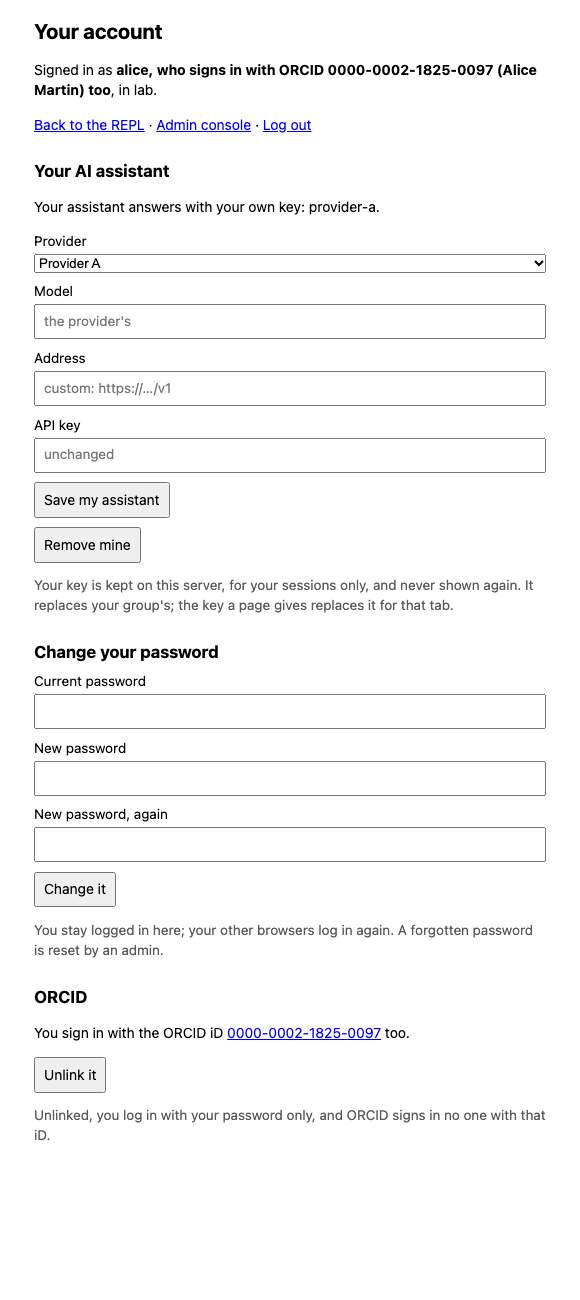 Your account
Signed in as alice, who signs in with ORCID 0000-0002-1825-0097 (Alice
Martin) too, in lab.
Back to the REPL · Admin console · Log out
Your AI assistant
Your assistant answers with your own key: provider-a.
Provider
Provider A
Model
the provider's
Address
custom: https://.../v1
API key
unchanged
Save my assistant
Remove mine
Your key is kept on this server, for your sessions only, and never shown again. It
replaces your group's; the key a page gives replaces it for that tab.
Change your password
Current password
New password
New password, again
Change it
You stay logged in here; your other browsers log in again. A forgotten password
is reset by an admin.
ORCID
You sign in with the ORCID iD 0000-0002-1825-0097 too.
Unlink it
Unlinked, you log in with your password only, and ORCID signs in no one with that
iD.